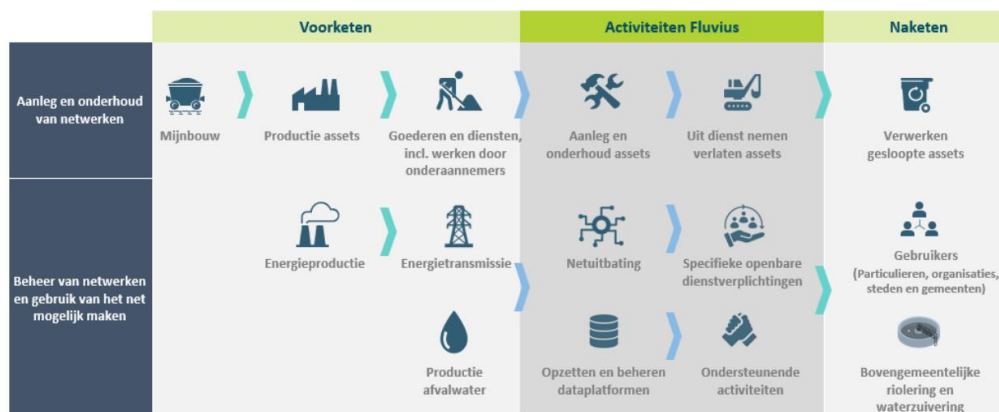 Voorketen
Activiteiten Fluvius
Naketen
Aanleg en onderhoud
van netwerken
Mijnbouw
Productie assets
Goederen en diensten,
incl. werken door
onderaannemers
Aanleg en
onderhoud assets
Uit dienst nemen
verlaten assets
Verwerken
gesloopte assets
Beheer van netwerken
en gebruik van het net
mogelijk maken
Energieproductie
Energietransmissie
Netuitbating
Specifieke openbare
dienstverplichtingen
Gebruikers
(Particulieren, organisaties,
steden en gemeenten)
Productie
afvalwater
Opzetten en beheren
dataplatformen
Ondersteunende
activiteiten
Bovengemeentelijke
riolering en
waterzuivering